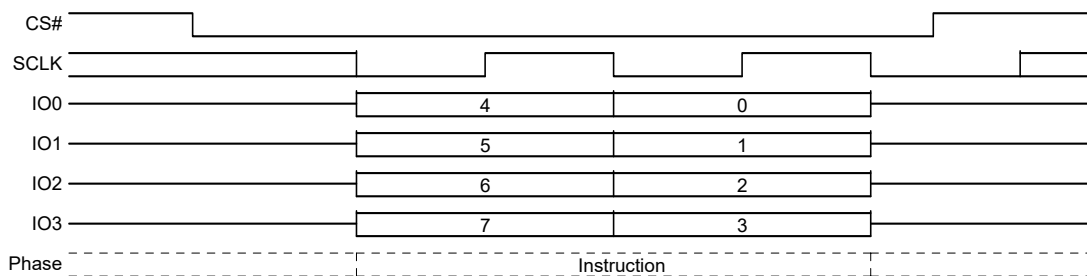 CS#
SCLK
IO0 4 0
IO1 5 1
IO2 6 2
IO3 7 3
Phase Instruction